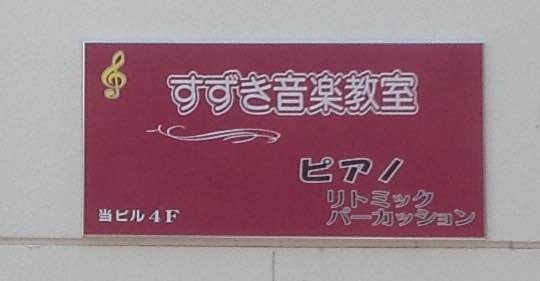 すずき音楽教室
ピアノ
リトミック
パーカッション
当ビル4F